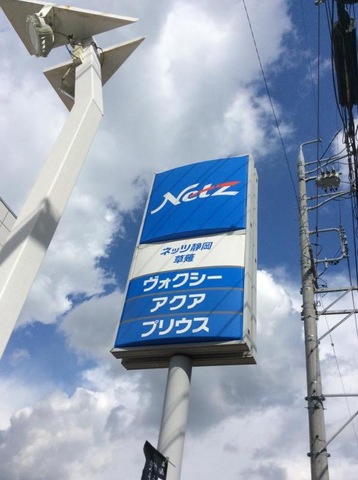 Netz
ネッツ静岡
草薙
ヴォクシー
アクア
プリウス